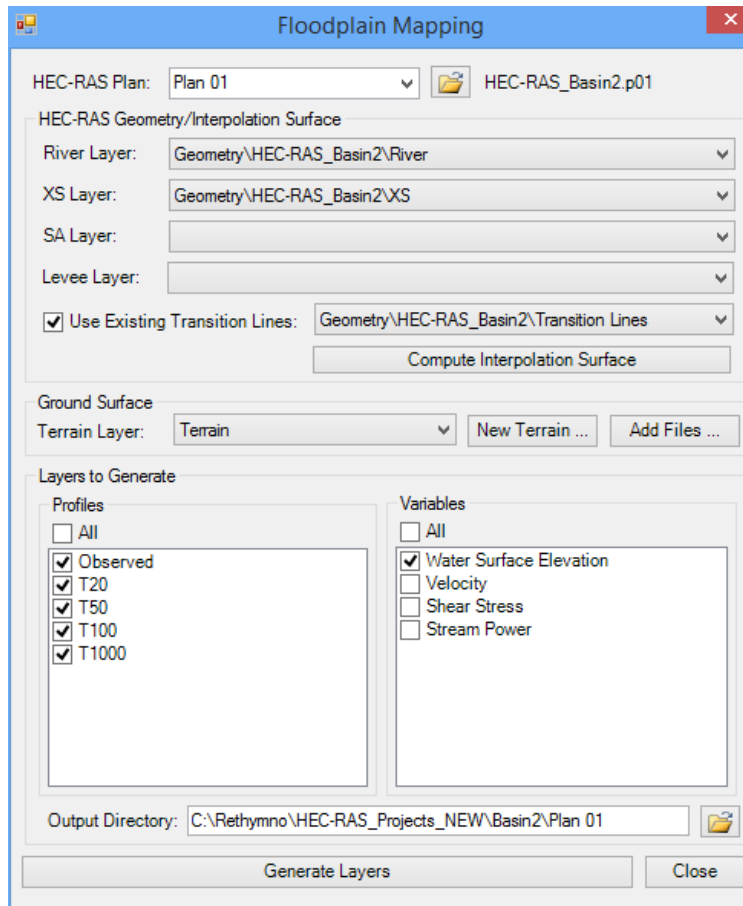 Floodplain Mapping
HEC-RAS Plan: Plan 01 HEC-RAS_Basin2.p01
HEC-RAS Geometry/Interpolation Surface
River Layer: Geometry\HEC-RAS_Basin2\River
XS Layer: Geometry\HEC-RAS_Basin2\XS
SA Layer:
Levee Layer:
Use Existing Transition Lines: Geometry\HEC-RAS_Basin2\Transition Lines
Compute Interpolation Surface
Ground Surface
Terrain Layer: Terrain New Terrain ... Add Files ...
Layers to Generate
Profiles
All
Observed
T20
T50
T100
T1000
Variables
All
Water Surface Elevation
Velocity
Shear Stress
Stream Power
Output Directory: C:\Rethymno\HEC-RAS_Projects_NEW\Basin2\Plan 01
Generate Layers Close